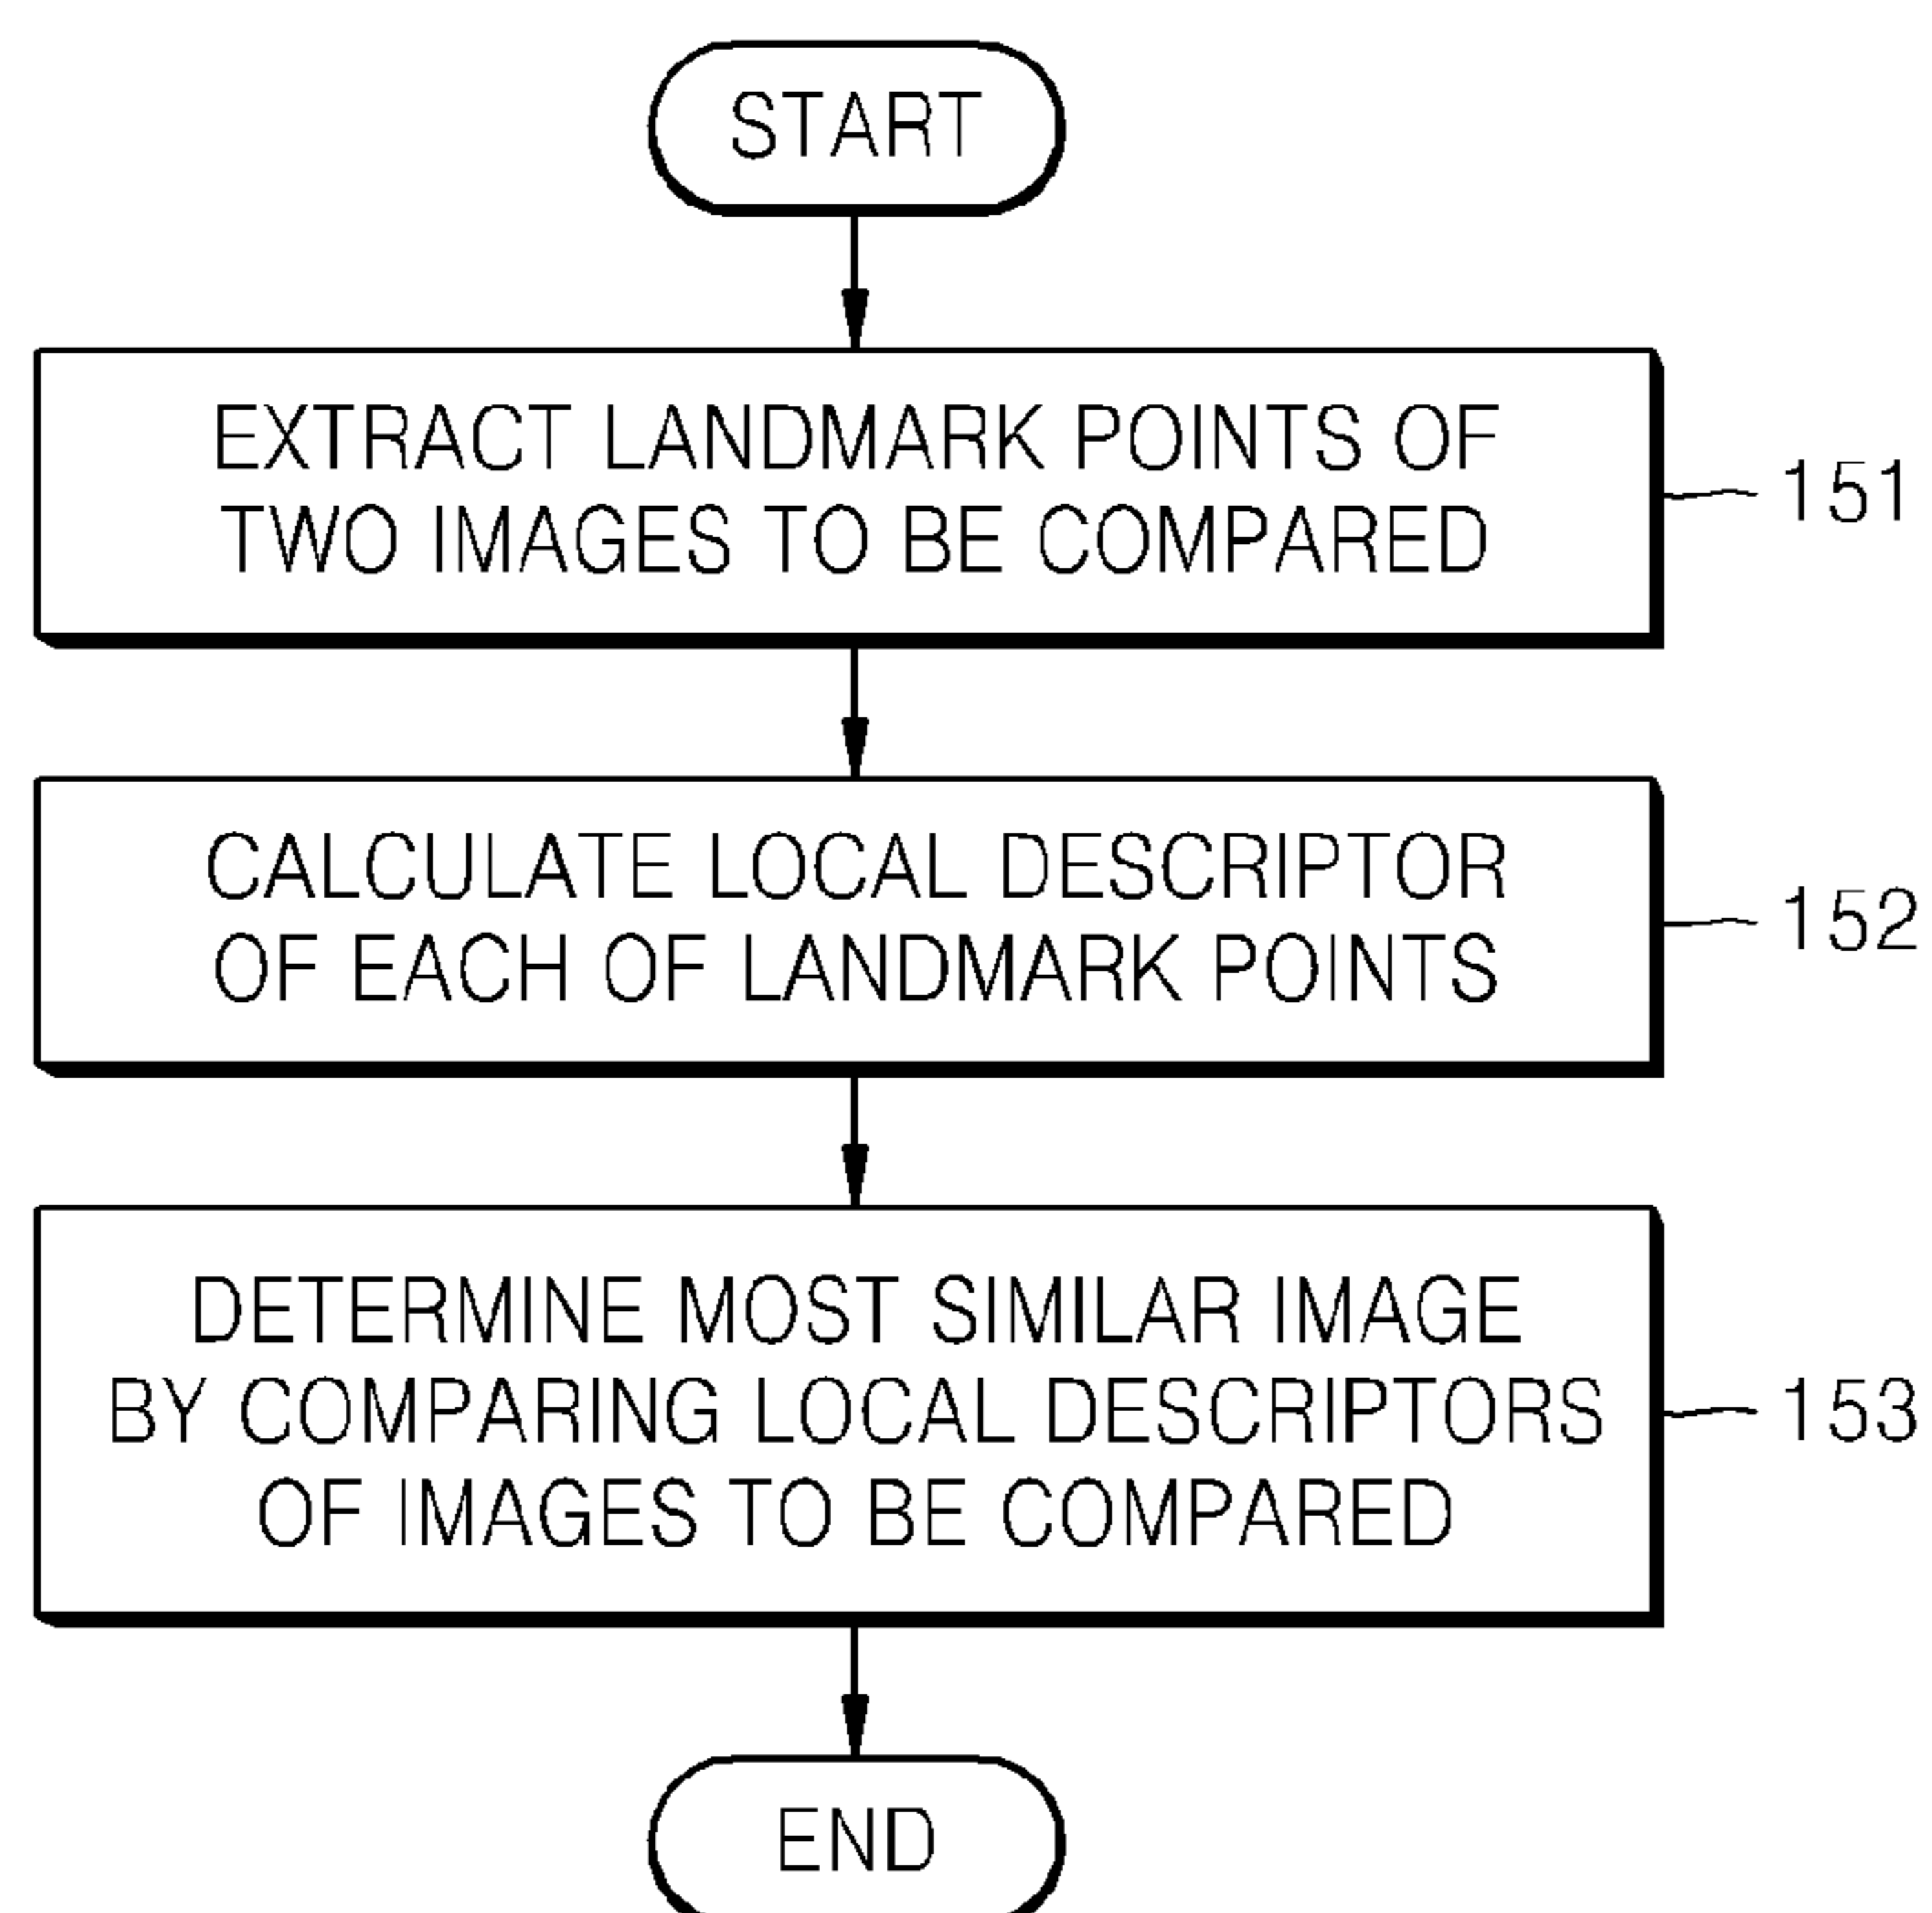 START
EXTRACT LANDMARK POINTS OF
TWO IMAGES TO BE COMPARED
151
CALCULATE LOCAL DESCRIPTOR
OF EACH OF LANDMARK POINTS
152
DETERMINE MOST SIMILAR IMAGE
BY COMPARING LOCAL DESCRIPTORS
OF IMAGES TO BE COMPARED
153
END